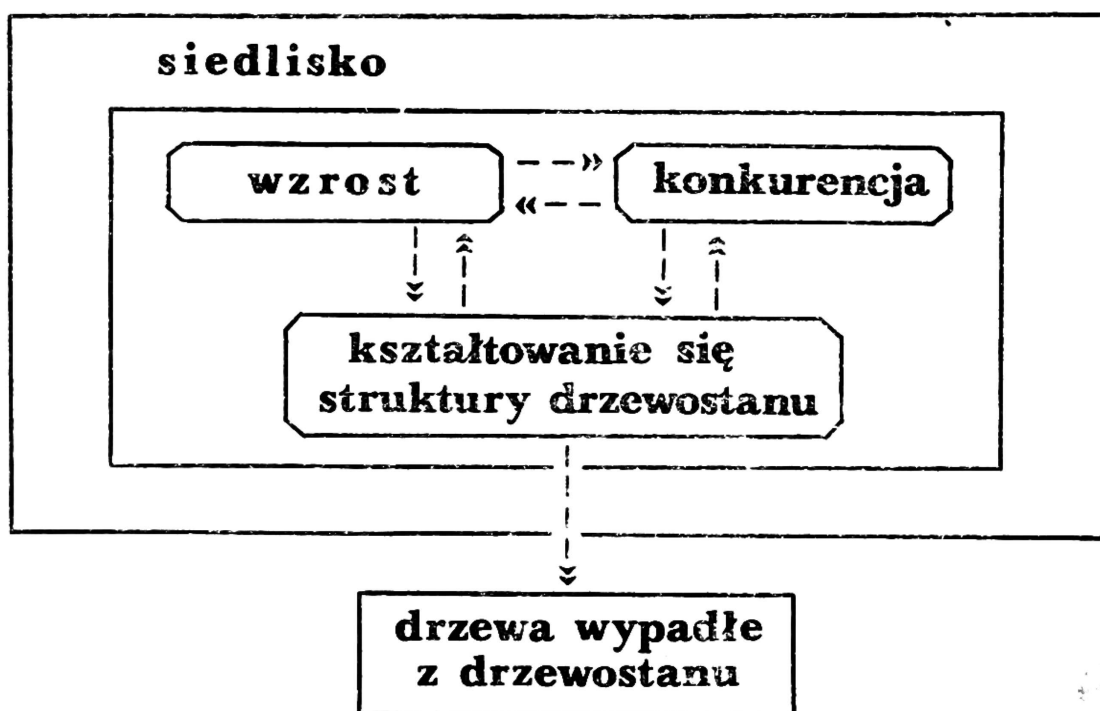 siedlisko
wzrost
konkurencja
kształtowanie się
struktury drzewostanu
drzewa wypadłe
z drzewostanu